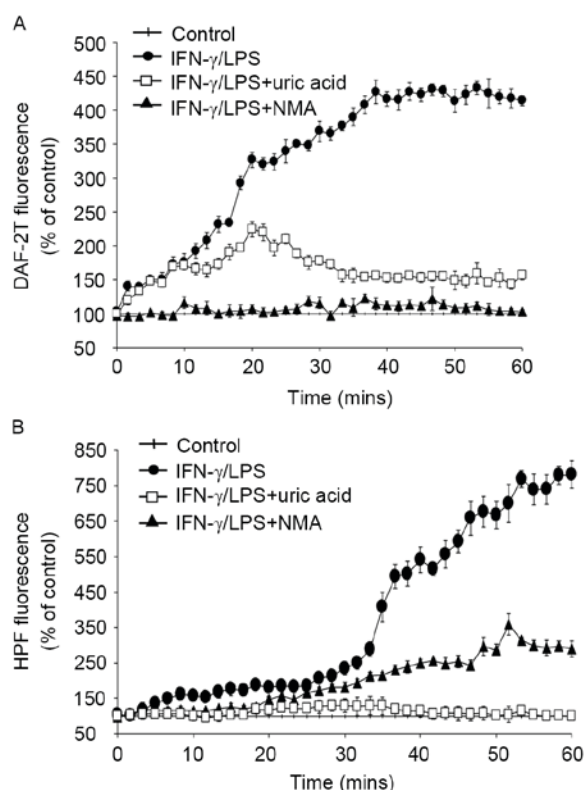 A
Control
IFN-γ/LPS
IFN-γ/LPS+uric acid
IFN-γ/LPS+NMA
DAF-2T fluorescence
(% of control)
500
450
400
350
300
250
200
150
100
50
0 10 20 30 40 50 60
Time (mins)
B
Control
IFN-γ/LPS
IFN-γ/LPS+uric acid
IFN-γ/LPS+NMA
HPF fluorescence
(% of control)
850
750
650
550
450
350
250
150
50
0 10 20 30 40 50 60
Time (mins)